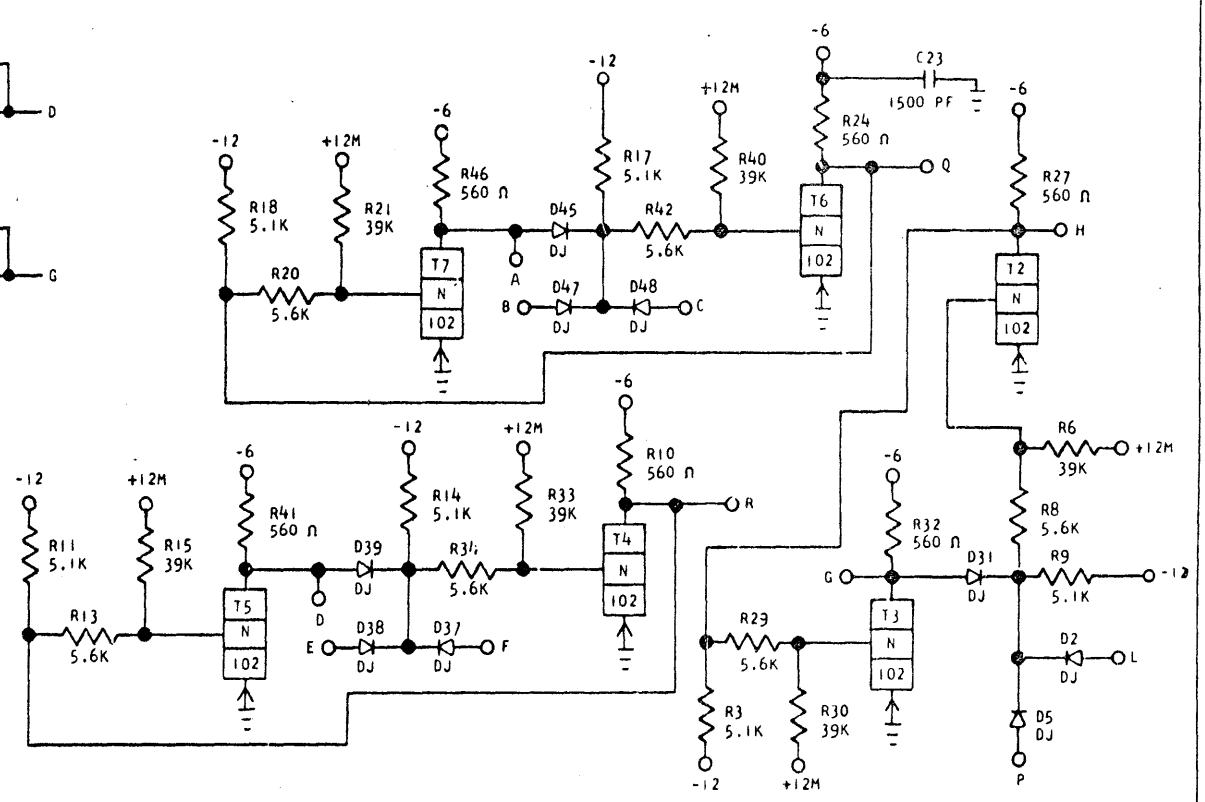 D
G
-12
R18
5.1K
+12M
R21
39K
R20
5.6K
-6
R46
560 Ω
T7
N
102
A
D45
DJ
-12
R17
5.1K
R42
5.6K
+12M
R40
39K
B
D47
DJ
D48
DJ
C
-6
R24
560 Ω
C23
1500 PF
Q
T6
N
102
-6
R27
560 Ω
H
T2
N
102
R6
39K
+12M
R8
5.6K
R9
5.1K
-12
-12
R11
5.1K
+12M
R15
39K
R13
5.6K
-6
R41
560 Ω
T5
N
102
D
D39
DJ
-12
R14
5.1K
R34
5.6K
+12M
R33
39K
E
D38
DJ
D37
DJ
F
-6
R10
560 Ω
R
T4
N
102
-6
R32
560 Ω
G
D31
DJ
T3
N
102
R29
5.6K
R3
5.1K
-12
R30
39K
+12M
D2
DJ
L
D5
DJ
P